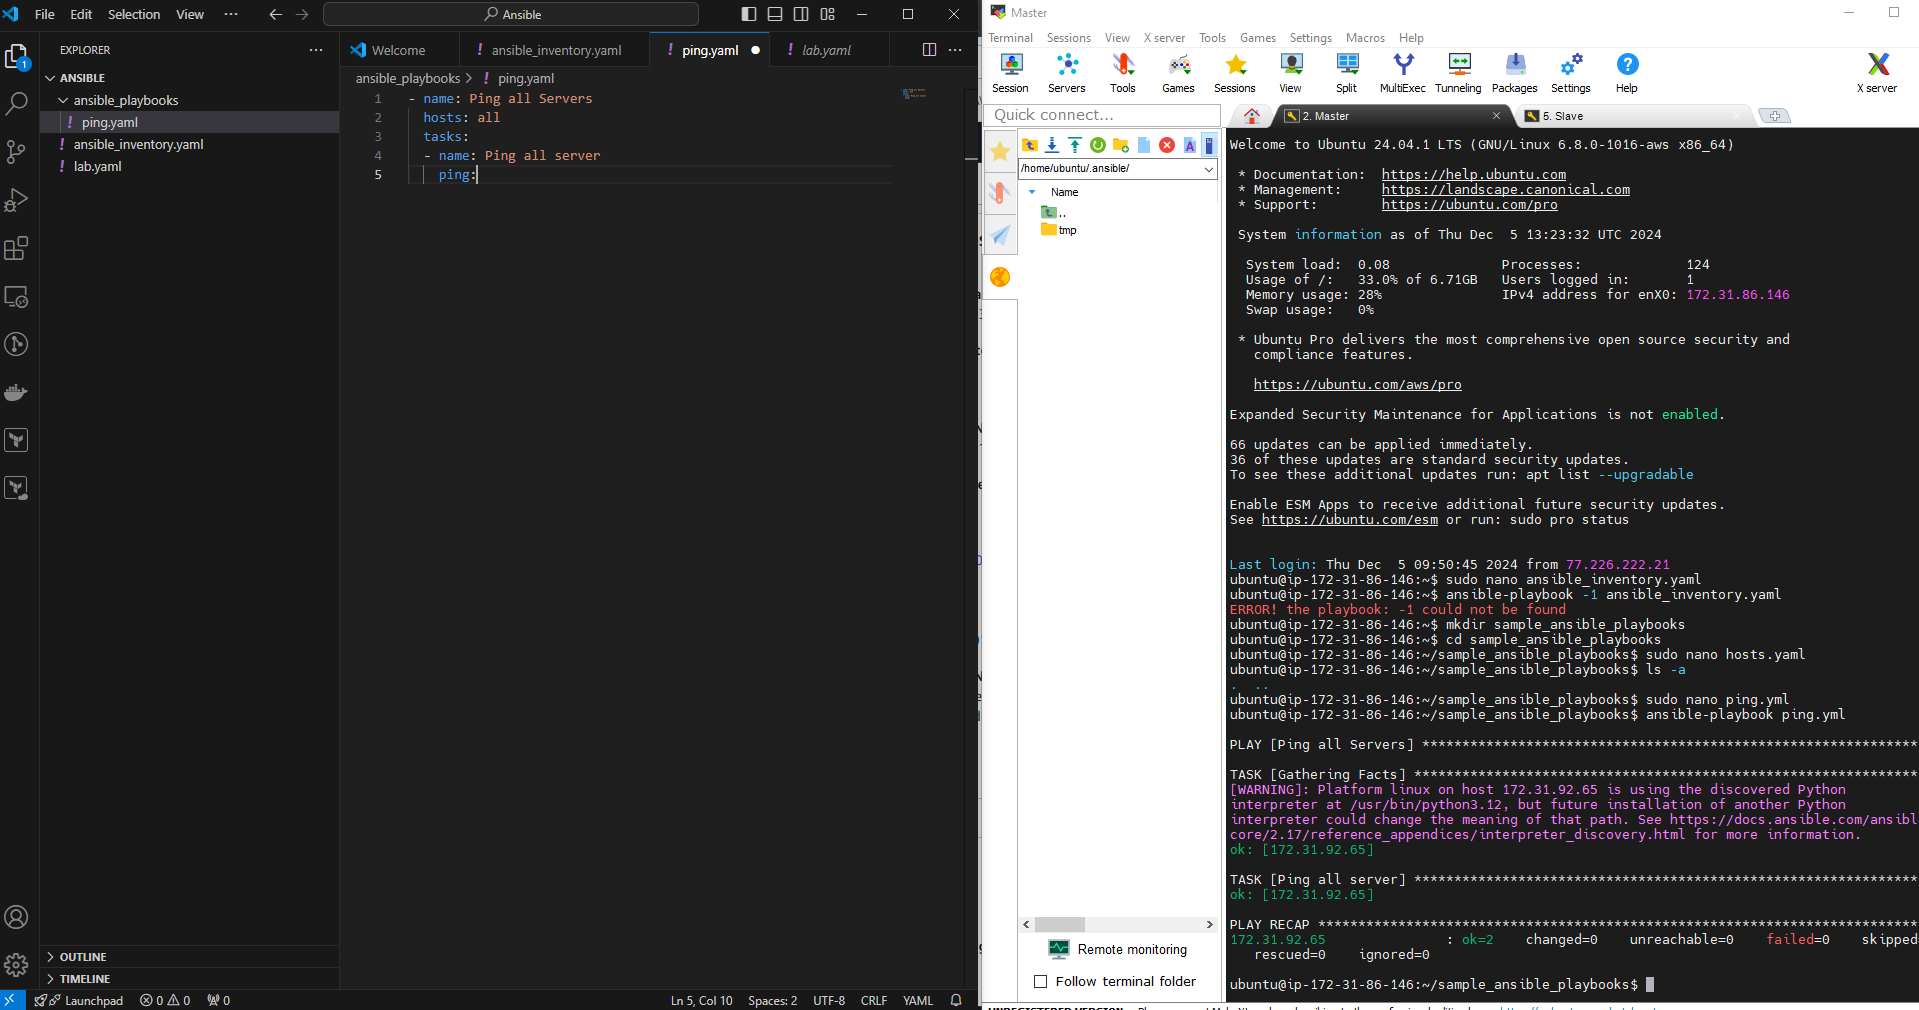 File Edit Selection View ··· Ansible
EXPLORER ···
ANSIBLE
ansible_playbooks
! ping.yaml
! ansible_inventory.yaml
! lab.yaml
OUTLINE
TIMELINE
Welcome ! ansible_inventory.yaml ! ping.yaml ● ! lab.yaml ···
ansible_playbooks > ! ping.yaml
1 - name: Ping all Servers
2 hosts: all
3 tasks:
4 - name: Ping all server
5 ping:
1
Launchpad 0 0 0 Ln 5, Col 10 Spaces: 2 UTF-8 CRLF YAML
Master
Terminal Sessions View X server Tools Games Settings Macros Help
Session Servers Tools Games Sessions View Split MultiExec Tunneling Packages Settings Help X server
Quick connect...
2. Master 5. Slave
/home/ubuntu/.ansible/
Name
..
tmp
Remote monitoring
Follow terminal folder
Welcome to Ubuntu 24.04.1 LTS (GNU/Linux 6.8.0-1016-aws x86_64)
* Documentation: https://help.ubuntu.com
* Management: https://landscape.canonical.com
* Support: https://ubuntu.com/pro
System information as of Thu Dec 5 13:23:32 UTC 2024
System load: 0.08 Processes: 124
Usage of /: 33.0% of 6.71GB Users logged in: 1
Memory usage: 28% IPv4 address for enX0: 172.31.86.146
Swap usage: 0%
* Ubuntu Pro delivers the most comprehensive open source security and
compliance features.
https://ubuntu.com/aws/pro
Expanded Security Maintenance for Applications is not enabled.
66 updates can be applied immediately.
36 of these updates are standard security updates.
To see these additional updates run: apt list --upgradable
Enable ESM Apps to receive additional future security updates.
See https://ubuntu.com/esm or run: sudo pro status
Last login: Thu Dec 5 09:50:45 2024 from 77.226.222.21
ubuntu@ip-172-31-86-146:~$ sudo nano ansible_inventory.yaml
ubuntu@ip-172-31-86-146:~$ ansible-playbook -1 ansible_inventory.yaml
ERROR! the playbook: -1 could not be found
ubuntu@ip-172-31-86-146:~$ mkdir sample_ansible_playbooks
ubuntu@ip-172-31-86-146:~$ cd sample_ansible_playbooks
ubuntu@ip-172-31-86-146:~/sample_ansible_playbooks$ sudo nano hosts.yaml
ubuntu@ip-172-31-86-146:~/sample_ansible_playbooks$ ls -a
. ..
ubuntu@ip-172-31-86-146:~/sample_ansible_playbooks$ sudo nano ping.yml
ubuntu@ip-172-31-86-146:~/sample_ansible_playbooks$ ansible-playbook ping.yml
PLAY [Ping all Servers] **************************************************************
TASK [Gathering Facts] ***************************************************************
[WARNING]: Platform linux on host 172.31.92.65 is using the discovered Python
interpreter at /usr/bin/python3.12, but future installation of another Python
interpreter could change the meaning of that path. See https://docs.ansible.com/ansibl
core/2.17/reference_appendices/interpreter_discovery.html for more information.
ok: [172.31.92.65]
TASK [Ping all server] ***************************************************************
ok: [172.31.92.65]
PLAY RECAP ***************************************************************************
172.31.92.65 : ok=2 changed=0 unreachable=0 failed=0 skipped
rescued=0 ignored=0
ubuntu@ip-172-31-86-146:~/sample_ansible_playbooks$